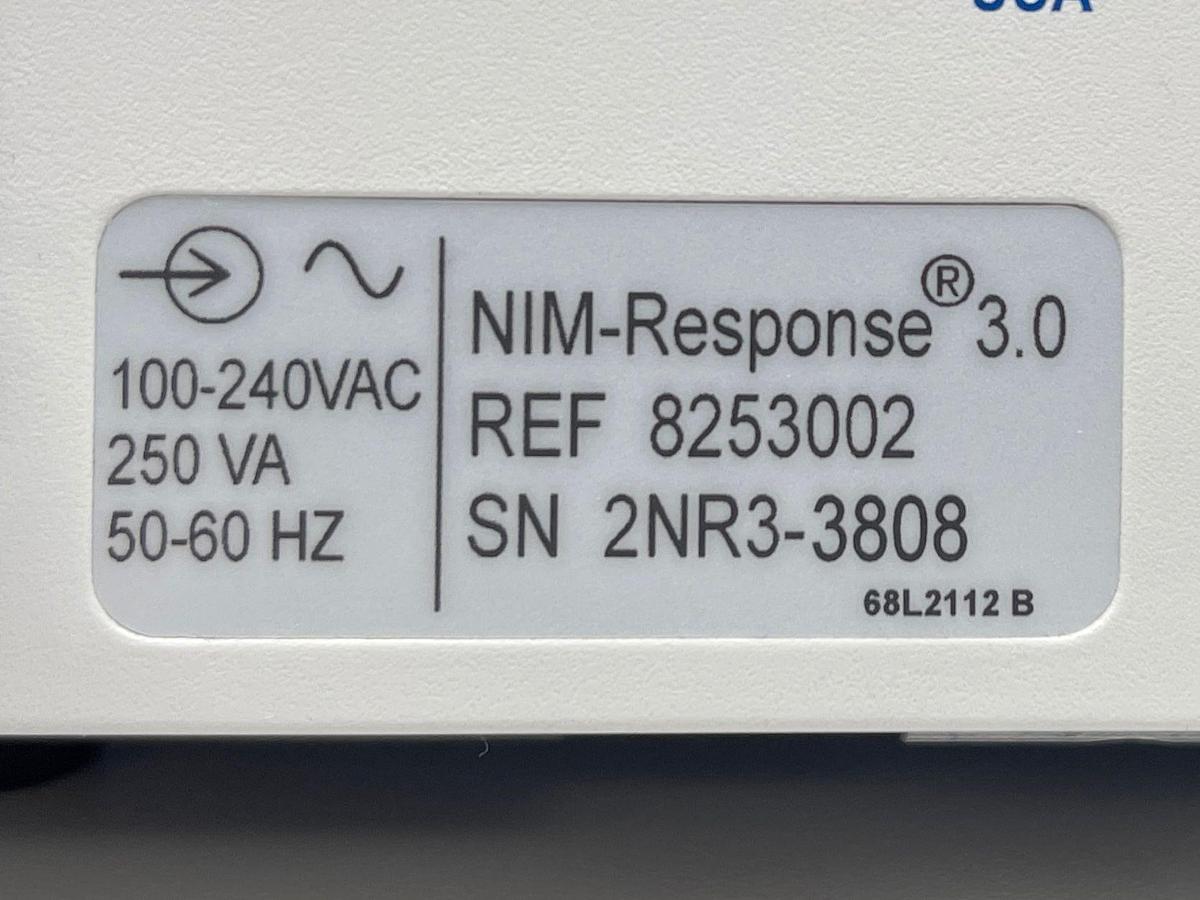 100-240VAC
250 VA
50-60 HZ
NIM-Response® 3.0
REF 8253002
SN 2NR3-3808
68L2112 B